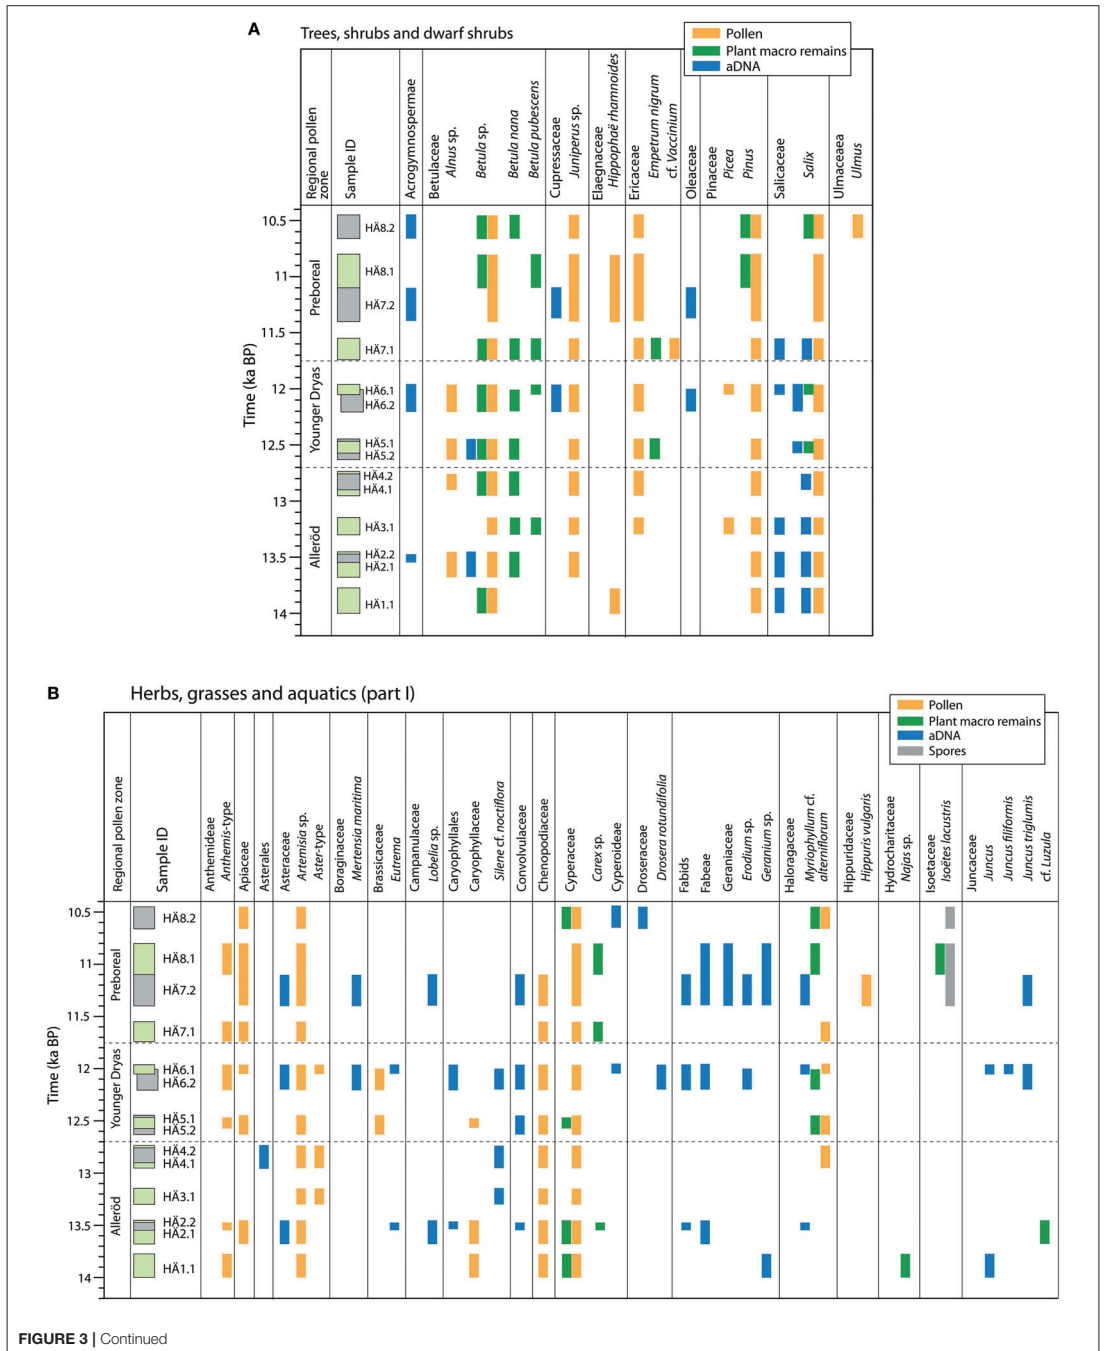 A
Trees, shrubs and dwarf shrubs
Pollen
Plant macro remains
aDNA
Regional pollen zone
Sample ID
Acrogymnospermae
Betulaceae
Alnus sp.
Betula sp.
Betula nana
Betula pubescens
Cupressaceae
Juniperus sp.
Elaegnaceae
Hippophaë rhamnoides
Ericaceae
Empetrum nigrum
cf. Vaccinium
Oleaceae
Pinaceae
Picea
Pinus
Salicaceae
Salix
Ulmaceaea
Ulmus
Time (ka BP)
10.5
11
11.5
12
12.5
13
13.5
14
Preboreal
Younger Dryas
Alleröd
HÄ8.2
HÄ8.1
HÄ7.2
HÄ7.1
HÄ6.1
HÄ6.2
HÄ5.1
HÄ5.2
HÄ4.2
HÄ4.1
HÄ3.1
HÄ2.2
HÄ2.1
HÄ1.1
B
Herbs, grasses and aquatics (part I)
Pollen
Plant macro remains
aDNA
Spores
Regional pollen zone
Sample ID
Anthemideae
Anthemis-type
Apiaceae
Asterales
Asteraceae
Artemisia sp.
Aster-type
Boraginaceae
Mertensia maritima
Brassicaceae
Eutrema
Campanulaceae
Lobelia sp.
Caryophyllales
Caryophyllaceae
Silene cf. noctiflora
Convolvulaceae
Chenopodiaceae
Cyperaceae
Carex sp.
Cyperoideae
Droseraceae
Drosera rotundifolia
Fabids
Fabeae
Geraniaceae
Erodium sp.
Geranium sp.
Haloragaceae
Myriophyllum cf.
alterniflorum
Hippuridaceae
Hippuris vulgaris
Hydrocharitaceae
Najas sp.
Isoetaceae
Isoëtes lacustris
Juncaceae
Juncus
Juncus filiformis
Juncus triglumis
cf. Luzula
Time (ka BP)
10.5
11
11.5
12
12.5
13
13.5
14
Preboreal
Younger Dryas
Alleröd
HÄ8.2
HÄ8.1
HÄ7.2
HÄ7.1
HÄ6.1
HÄ6.2
HÄ5.1
HÄ5.2
HÄ4.2
HÄ4.1
HÄ3.1
HÄ2.2
HÄ2.1
HÄ1.1
FIGURE 3 | Continued